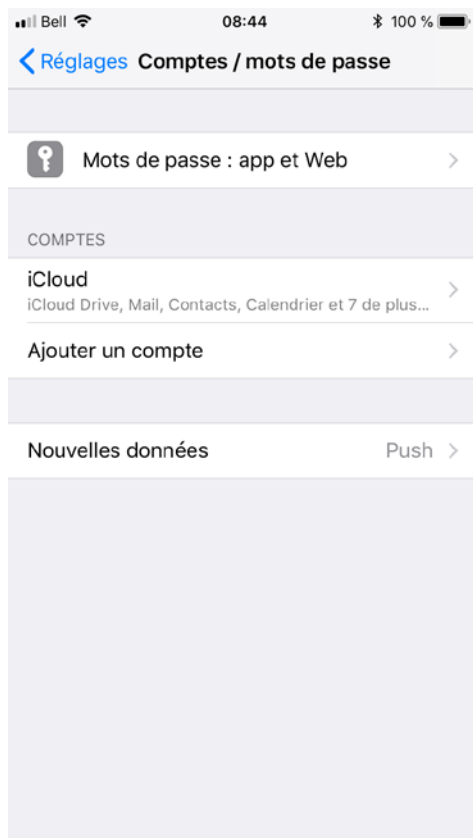 Bell 08:44 100 %
Réglages Comptes / mots de passe
Mots de passe : app et Web
COMPTES
iCloud
iCloud Drive, Mail, Contacts, Calendrier et 7 de plus...
Ajouter un compte
Nouvelles données Push